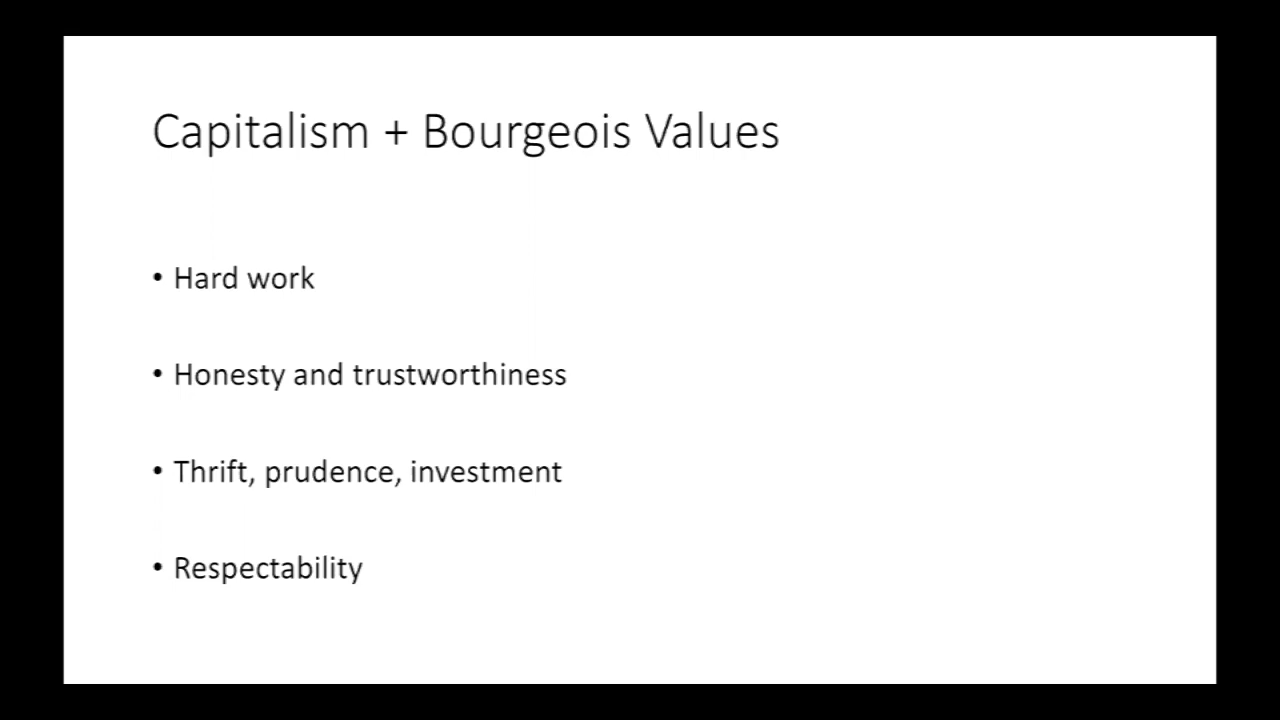 Capitalism + Bourgeois Values
• Hard work
• Honesty and trustworthiness
• Thrift, prudence, investment
• Respectability